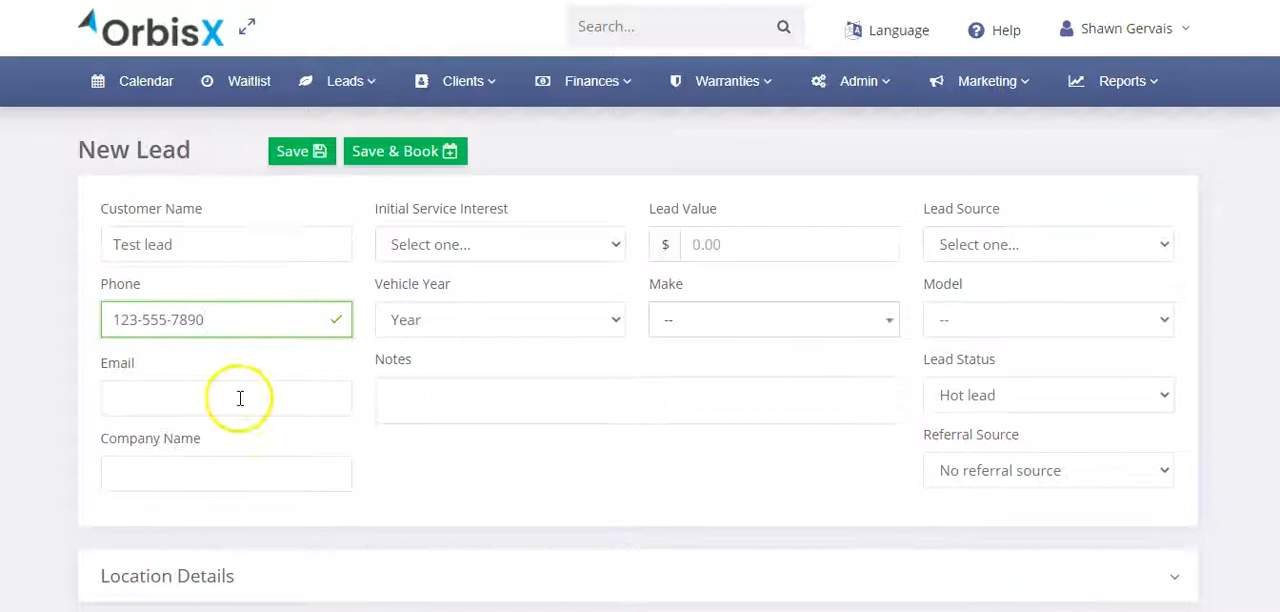 OrbisX
Search...
Language
Help
Shawn Gervais
Calendar
Waitlist
Leads
Clients
Finances
Warranties
Admin
Marketing
Reports
New Lead
Save
Save & Book
Customer Name
Initial Service Interest
Lead Value
Lead Source
Test lead
Select one...
$
0.00
Select one...
Phone
Vehicle Year
Make
Model
123-555-7890
Year
--
--
Email
Notes
Lead Status
Hot lead
Company Name
Referral Source
No referral source
Location Details